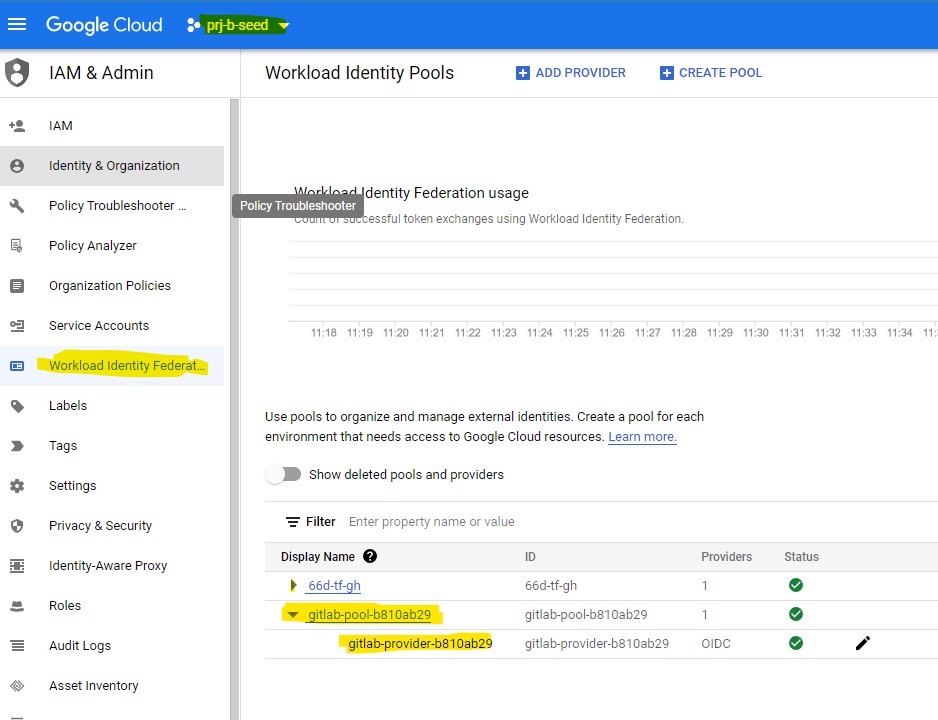 Google Cloud
prj-b-seed
IAM & Admin
Workload Identity Pools
ADD PROVIDER
CREATE POOL
IAM
Identity & Organization
Policy Troubleshooter ...
Policy Analyzer
Organization Policies
Service Accounts
Workload Identity Federat...
Labels
Tags
Settings
Privacy & Security
Identity-Aware Proxy
Roles
Audit Logs
Asset Inventory
Workload Identity Federation usage
Policy Troubleshooter
Count of successful token exchanges using Workload Identity Federation.
11:18 11:19 11:20 11:21 11:22 11:23 11:24 11:25 11:26 11:27 11:28 11:29 11:30 11:31 11:32 11:33 11:34
Use pools to organize and manage external identities. Create a pool for each
environment that needs access to Google Cloud resources. Learn more.
Show deleted pools and providers
Filter Enter property name or value
Display Name ? ID Providers Status
66d-tf-gh 66d-tf-gh 1
gitlab-pool-b810ab29 gitlab-pool-b810ab29 1
gitlab-provider-b810ab29 gitlab-provider-b810ab29 OIDC